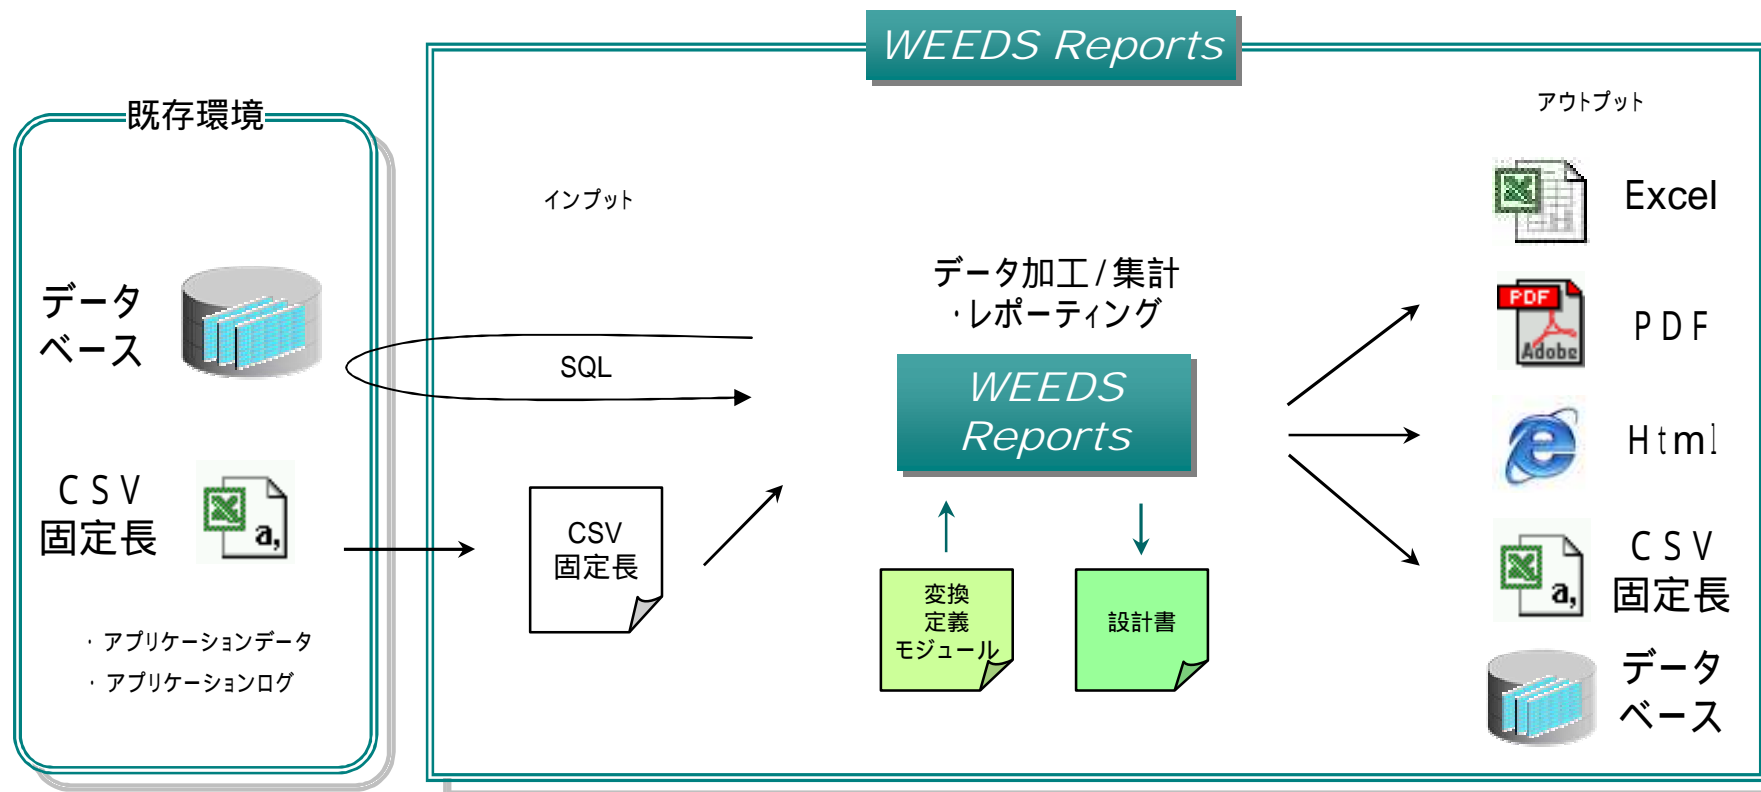 WEEDS Reports
既存環境
データ
ベース
CSV
固定長
・アプリケーションデータ
・アプリケーションログ
インプット
SQL
CSV
固定長
データ加工/集計
・レポーティング
WEEDS
Reports
変換
定義
モジュール
設計書
アウトプット
Excel
PDF
PDF
Adobe
Html
CSV
固定長
a,
データ
ベース
a,